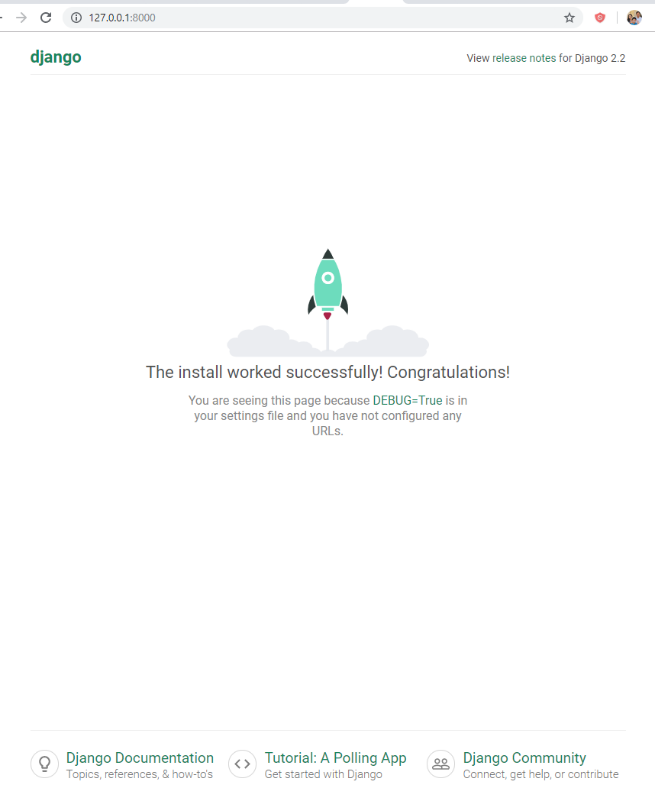 127.0.0.1:8000
django
View release notes for Django 2.2
The install worked successfully! Congratulations!
You are seeing this page because DEBUG=True is in
your settings file and you have not configured any
URLs.
Django Documentation
Topics, references, & how-to's
Tutorial: A Polling App
Get started with Django
Django Community
Connect, get help, or contribute